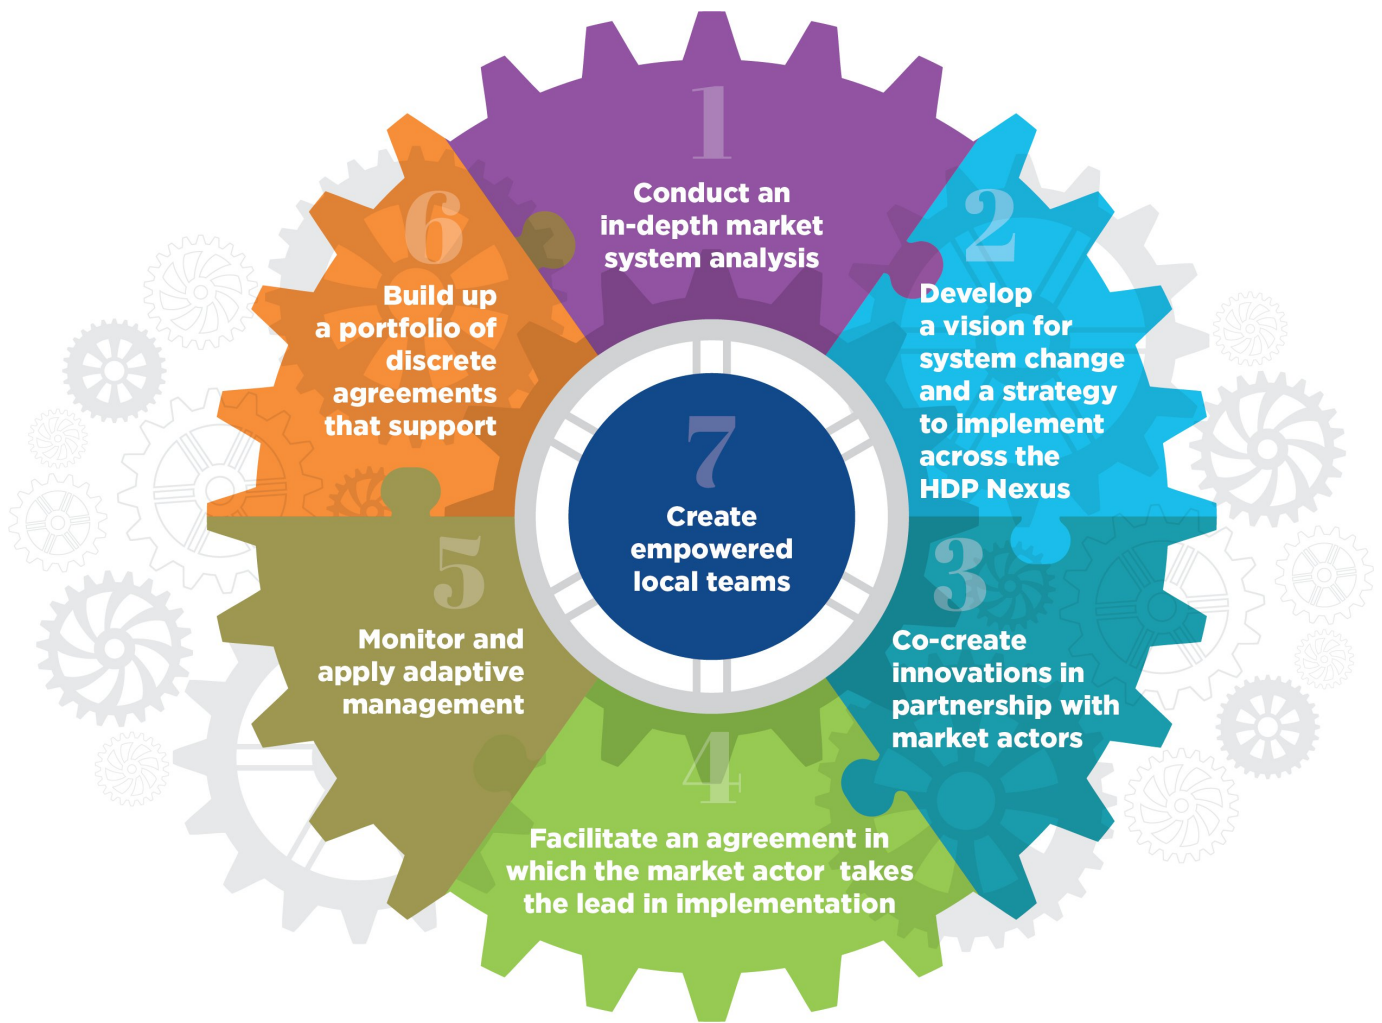 1
Conduct an
in-depth market
system analysis
2
Develop
a vision for
system change
and a strategy
to implement
across the
HDP Nexus
3
Co-create
innovations in
partnership with
market actors
4
Facilitate an agreement in
which the market actor takes
the lead in implementation
5
Monitor and
apply adaptive
management
6
Build up
a portfolio of
discrete
agreements
that support
7
Create
empowered
local teams